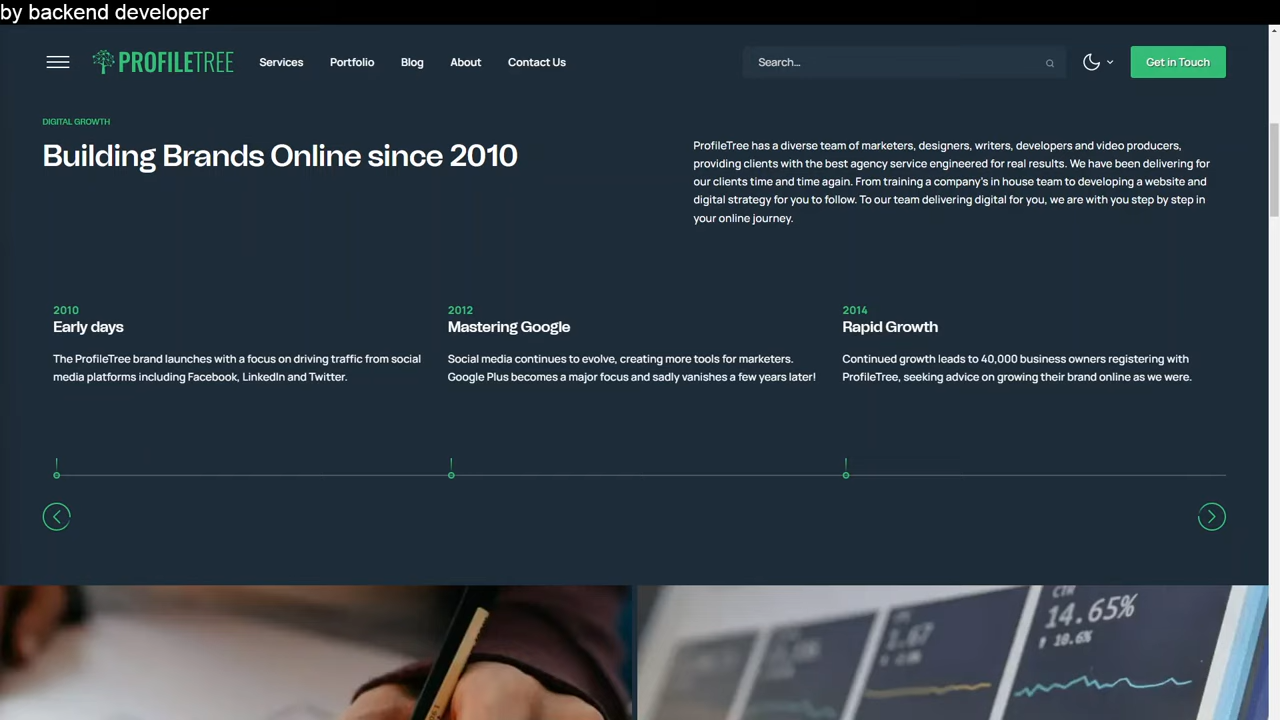 by backend developer
PROFILETREE
Services
Portfolio
Blog
About
Contact Us
Search...
Get in Touch
DIGITAL GROWTH
Building Brands Online since 2010
ProfileTree has a diverse team of marketers, designers, writers, developers and video producers,
providing clients with the best agency service engineered for real results. We have been delivering for
our clients time and time again. From training a company's in house team to developing a website and
digital strategy for you to follow. To our team delivering digital for you, we are with you step by step in
your online journey.
2010
Early days
The ProfileTree brand launches with a focus on driving traffic from social
media platforms including Facebook, LinkedIn and Twitter.
2012
Mastering Google
Social media continues to evolve, creating more tools for marketers.
Google Plus becomes a major focus and sadly vanishes a few years later!
2014
Rapid Growth
Continued growth leads to 40,000 business owners registering with
ProfileTree, seeking advice on growing their brand online as we were.
CTR
14.65%
10.6%
1.67